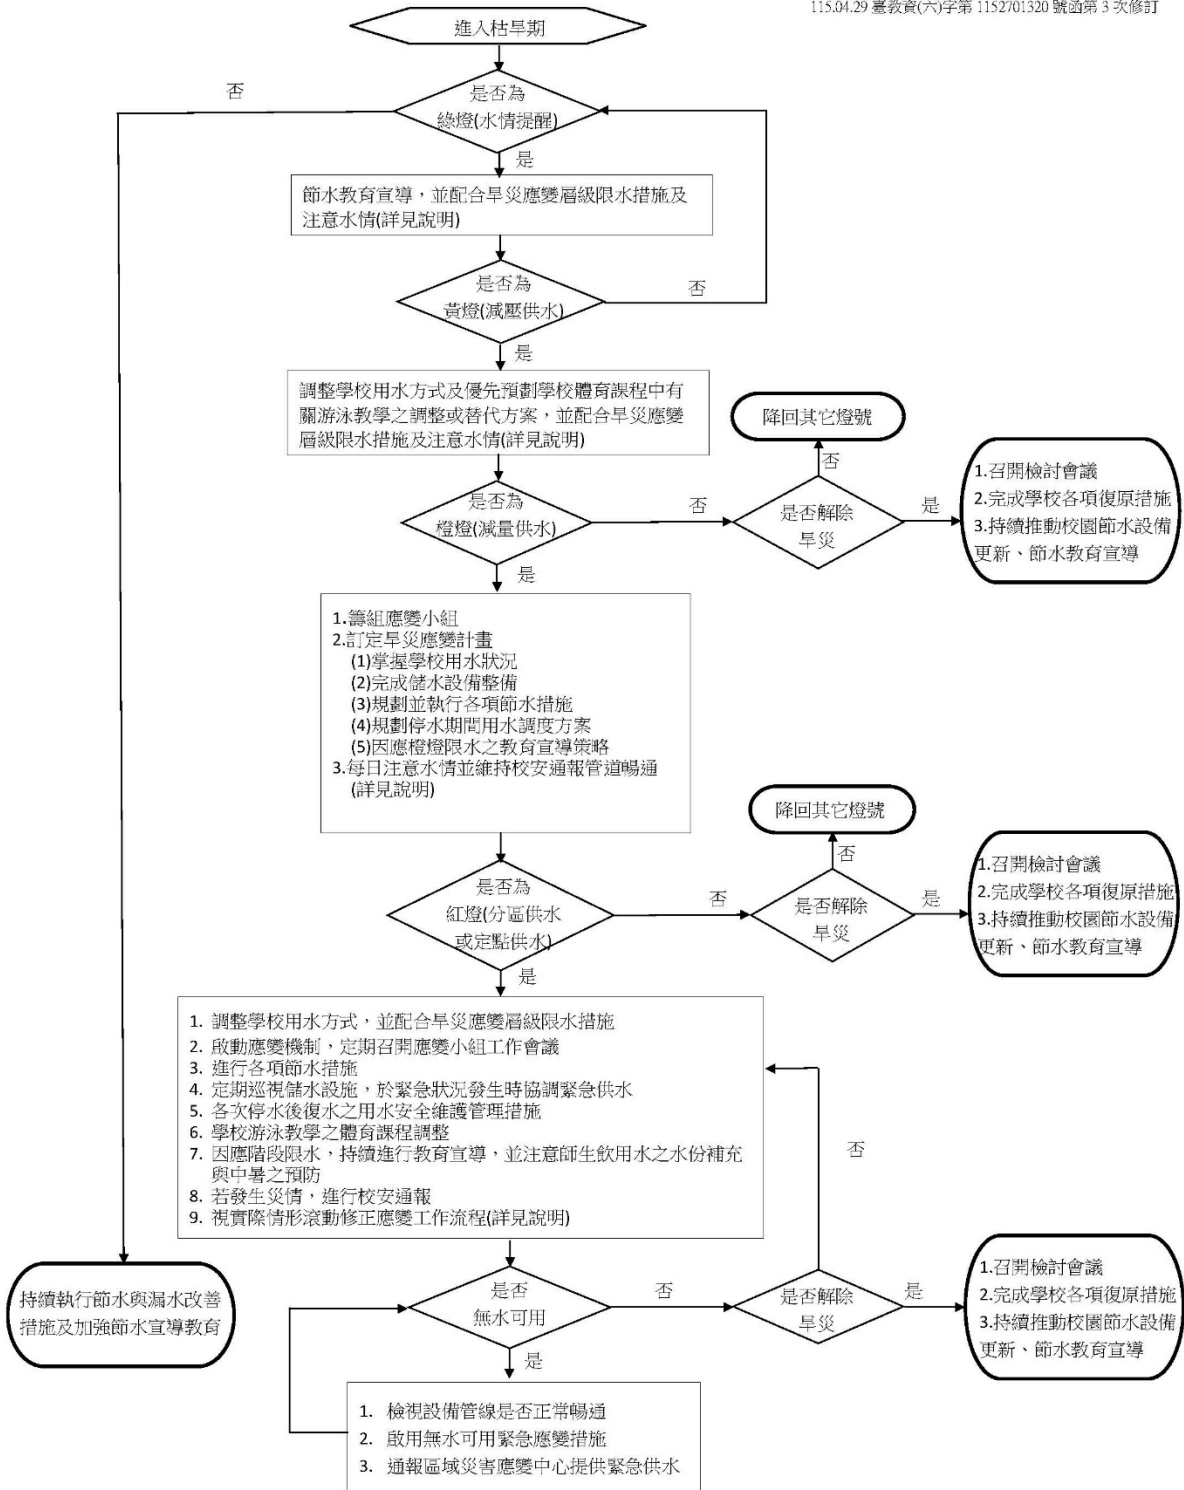 115.04.29 臺教資(六)字第 1152701320 號函第 3 次修訂
進入枯旱期
是否為
綠燈(水情提醒)
否
是
節水教育宣導，並配合旱災應變層級限水措施及
注意水情(詳見說明)
是否為
黃燈(減壓供水)
否
是
調整學校用水方式及優先預劃學校體育課程中有
關游泳教學之調整或替代方案，並配合旱災應變
層級限水措施及注意水情(詳見說明)
是否為
橙燈(減量供水)
否
是
降回其它燈號
否
是否解除
旱災
是
1.召開檢討會議
2.完成學校各項復原措施
3.持續推動校園節水設備
更新、節水教育宣導
1.籌組應變小組
2.訂定旱災應變計畫
(1)掌握學校用水狀況
(2)完成儲水設備整備
(3)規劃並執行各項節水措施
(4)規劃停水期間用水調度方案
(5)因應橙燈限水之教育宣導策略
3.每日注意水情並維持校安通報管道暢通
(詳見說明)
是否為
紅燈(分區供水
或定點供水)
否
是
降回其它燈號
否
是否解除
旱災
是
1.召開檢討會議
2.完成學校各項復原措施
3.持續推動校園節水設備
更新、節水教育宣導
1. 調整學校用水方式，並配合旱災應變層級限水措施
2. 啟動應變機制，定期召開應變小組工作會議
3. 進行各項節水措施
4. 定期巡視儲水設施，於緊急狀況發生時協調緊急供水
5. 各次停水後復水之用水安全維護管理措施
6. 學校游泳教學之體育課程調整
7. 因應階段限水，持續進行教育宣導，並注意師生飲用水之水份補充
與中暑之預防
8. 若發生災情，進行校安通報
9. 視實際情形滾動修正應變工作流程(詳見說明)
否
是否
無水可用
否
是
是否解除
旱災
是
1.召開檢討會議
2.完成學校各項復原措施
3.持續推動校園節水設備
更新、節水教育宣導
持續執行節水與漏水改善
措施及加強節水宣導教育
1. 檢視設備管線是否正常暢通
2. 啟用無水可用緊急應變措施
3. 通報區域災害應變中心提供緊急供水